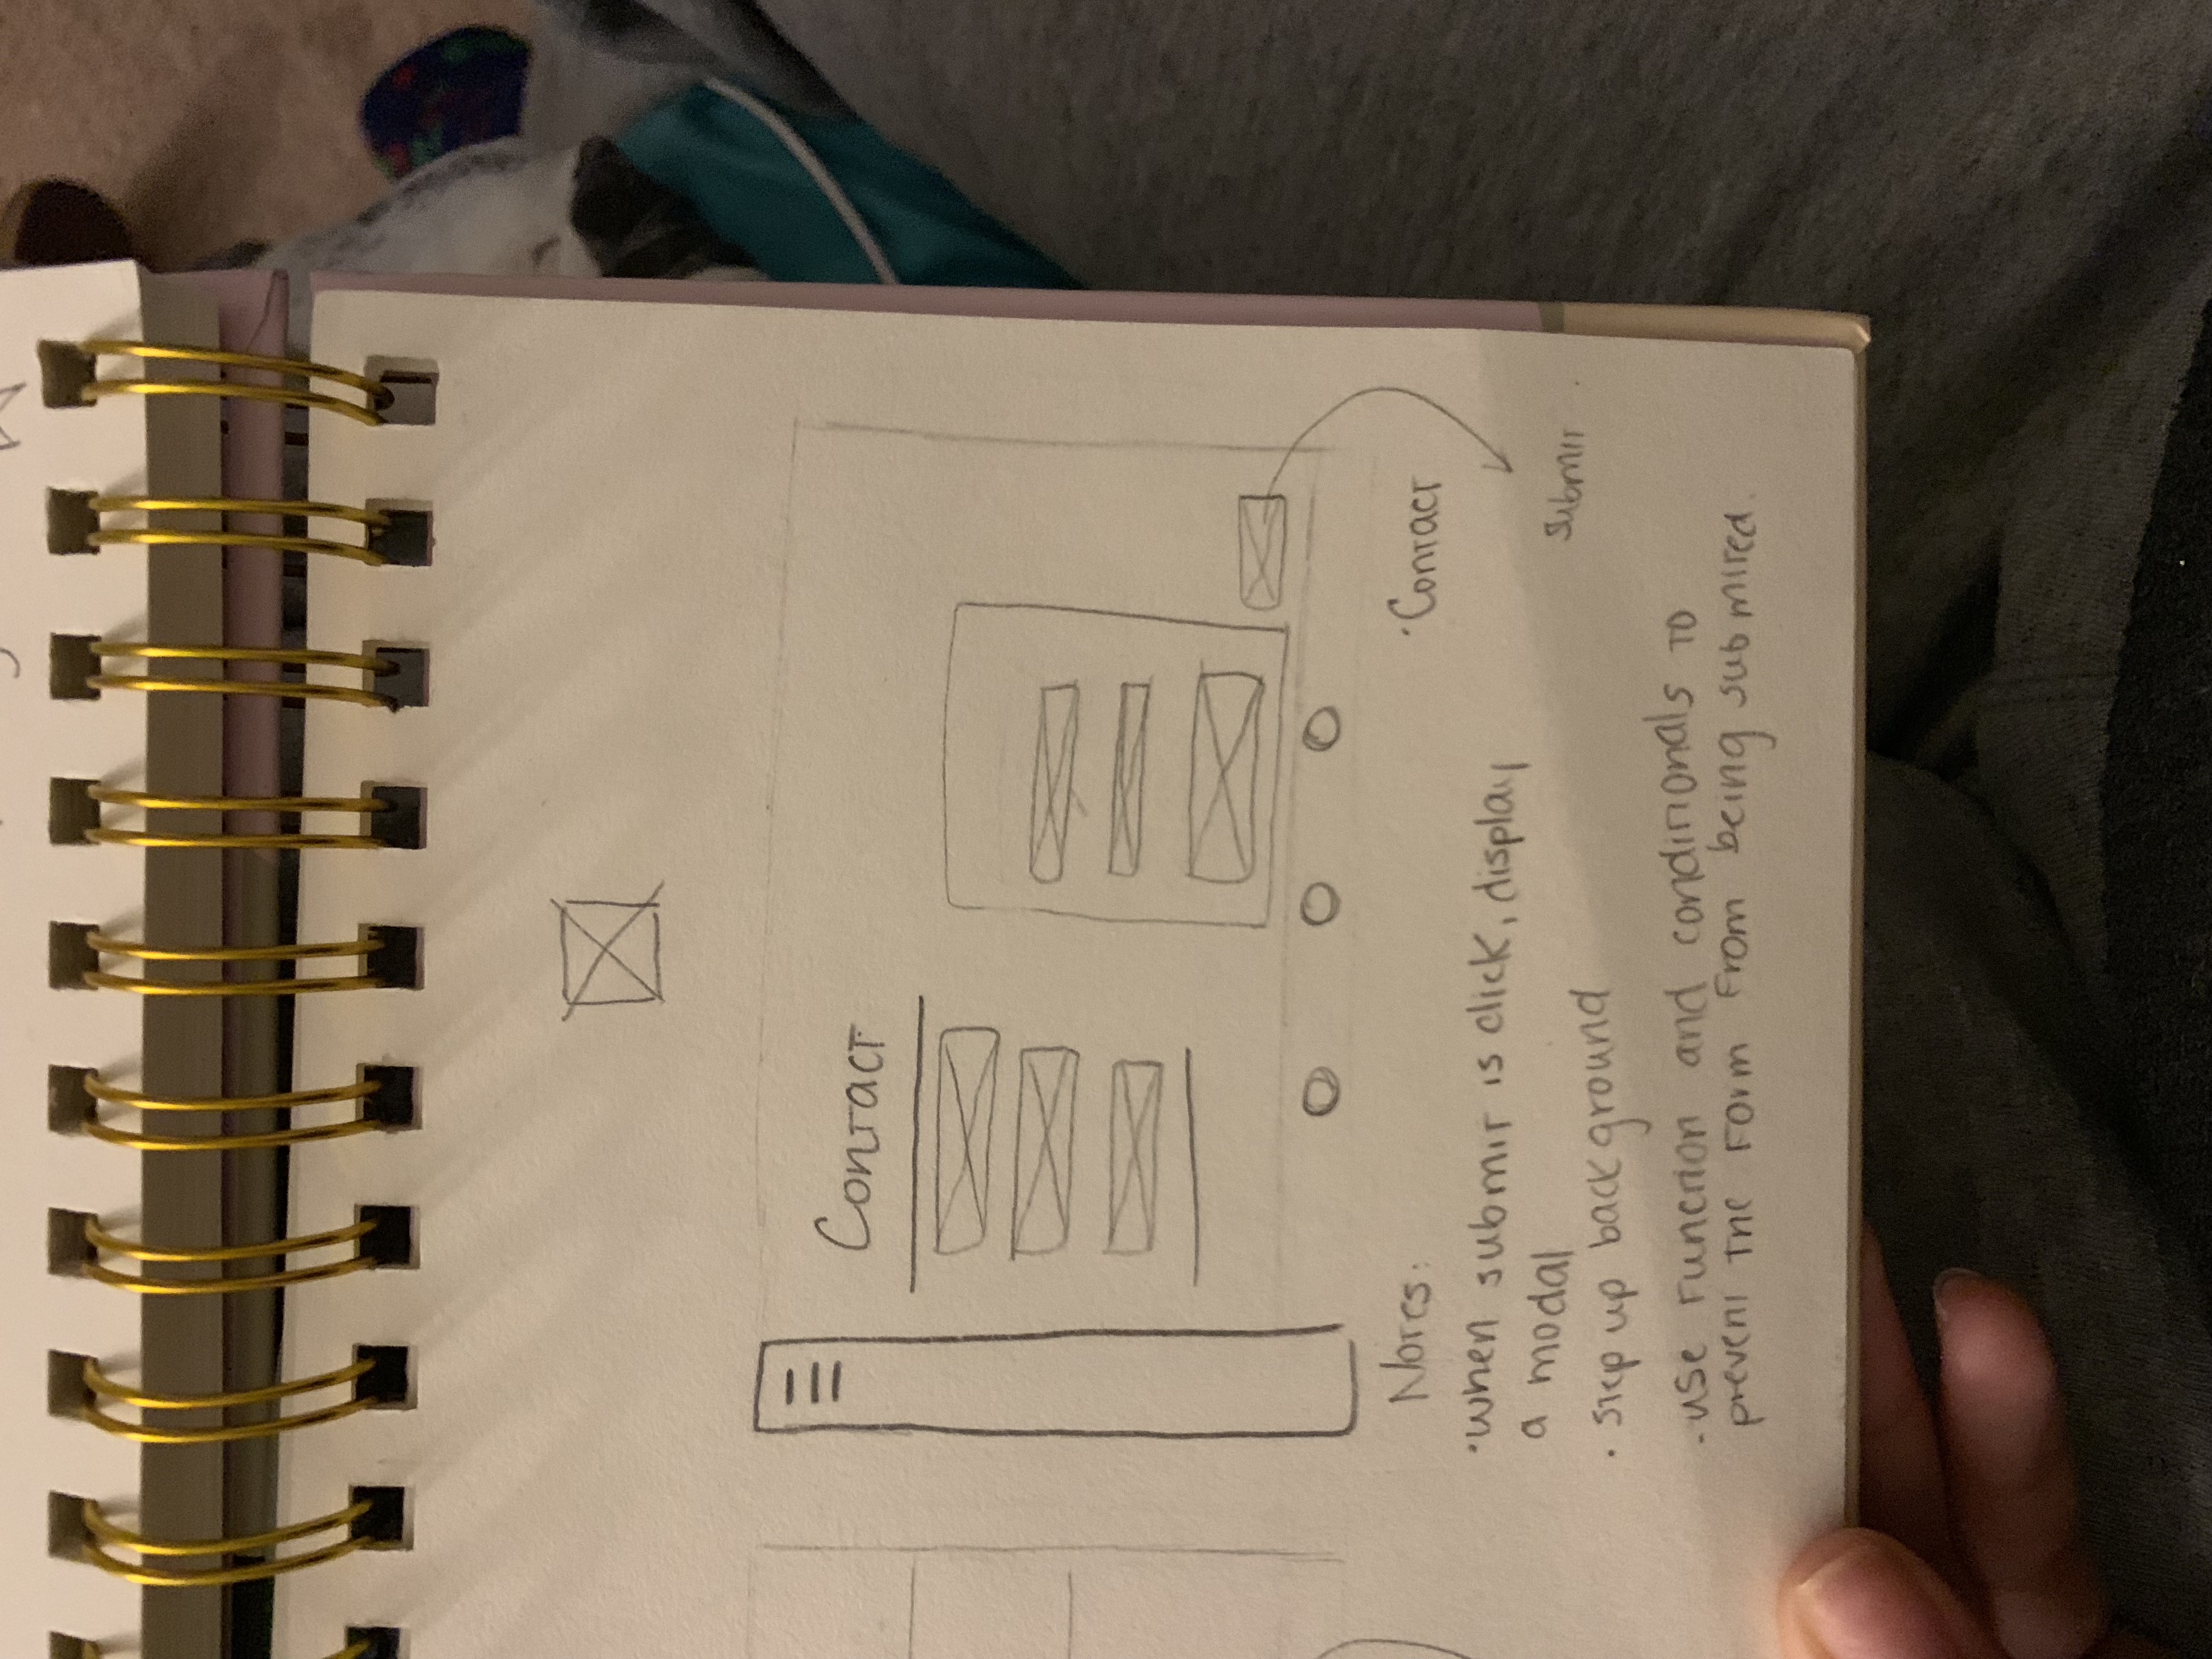 Contact
Notes:
· Contact
· when submit is click, display
a modal
submit
· step up background
· use function and conditionals to
prevent the form from being submited.